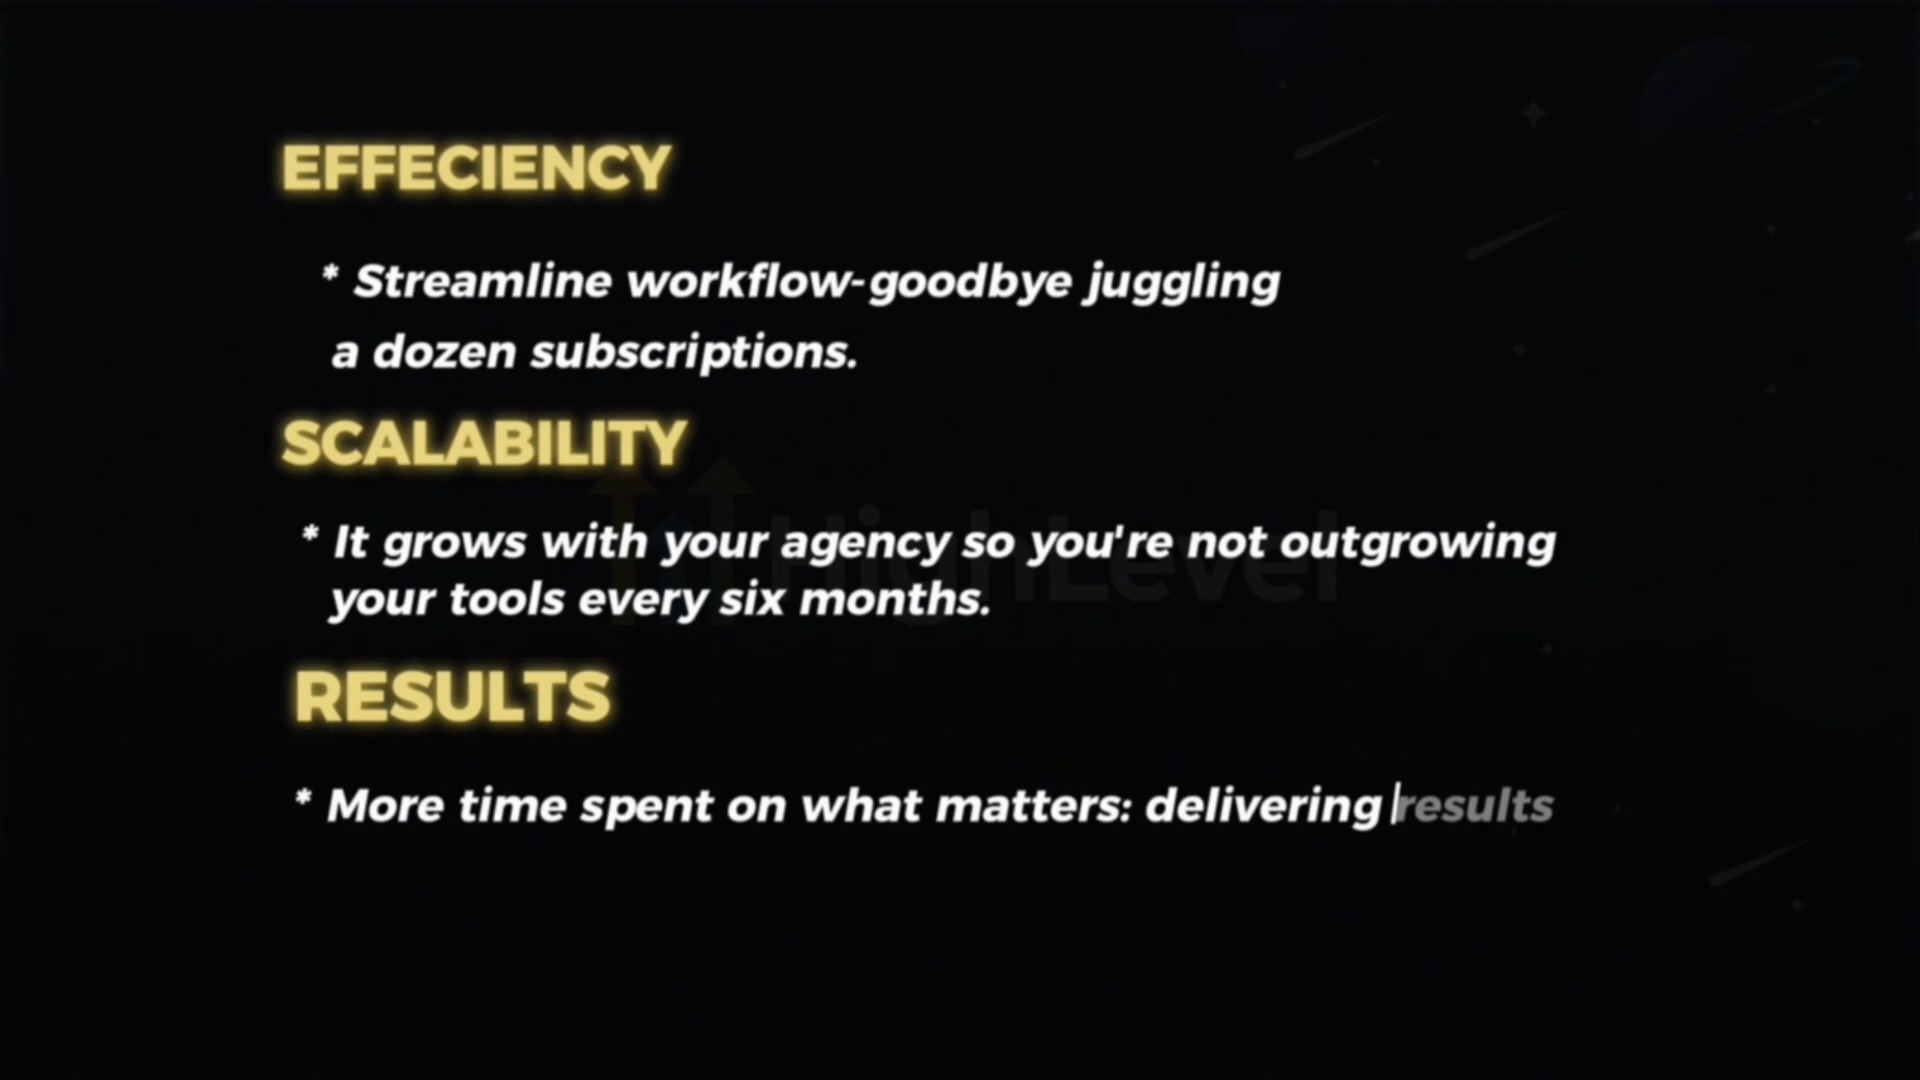 EFFECIENCY
* Streamline workflow-goodbye juggling
a dozen subscriptions.
SCALABILITY
* It grows with your agency so you're not outgrowing
your tools every six months.
HighLevel
RESULTS
* More time spent on what matters: delivering results